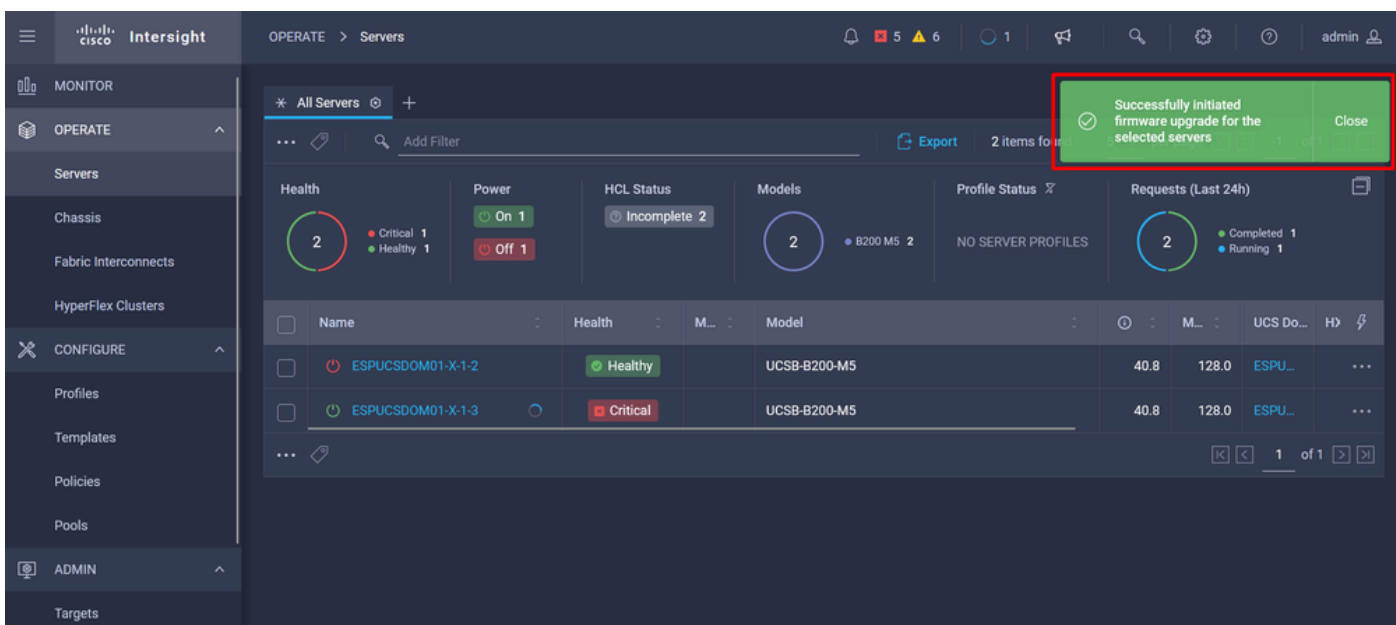 CISCO Intersight
OPERATE > Servers
5 6 1
admin
MONITOR
OPERATE
Servers
Chassis
Fabric Interconnects
HyperFlex Clusters
CONFIGURE
Profiles
Templates
Policies
Pools
ADMIN
Targets
All Servers +
... Add Filter
Export 2 items found
Successfully initiated
firmware upgrade for the
selected servers
Close
Health
2
Critical 1
Healthy 1
Power
On 1
Off 1
HCL Status
Incomplete 2
Models
2
B200 M5 2
Profile Status
NO SERVER PROFILES
Requests (Last 24h)
2
Completed 1
Running 1
Name Health M... Model M... UCS Do... HX
ESPUCSDOM01-X-1-2 Healthy UCSB-B200-M5 40.8 128.0 ESPU... ...
ESPUCSDOM01-X-1-3 Critical UCSB-B200-M5 40.8 128.0 ESPU... ...
... 1 of 1